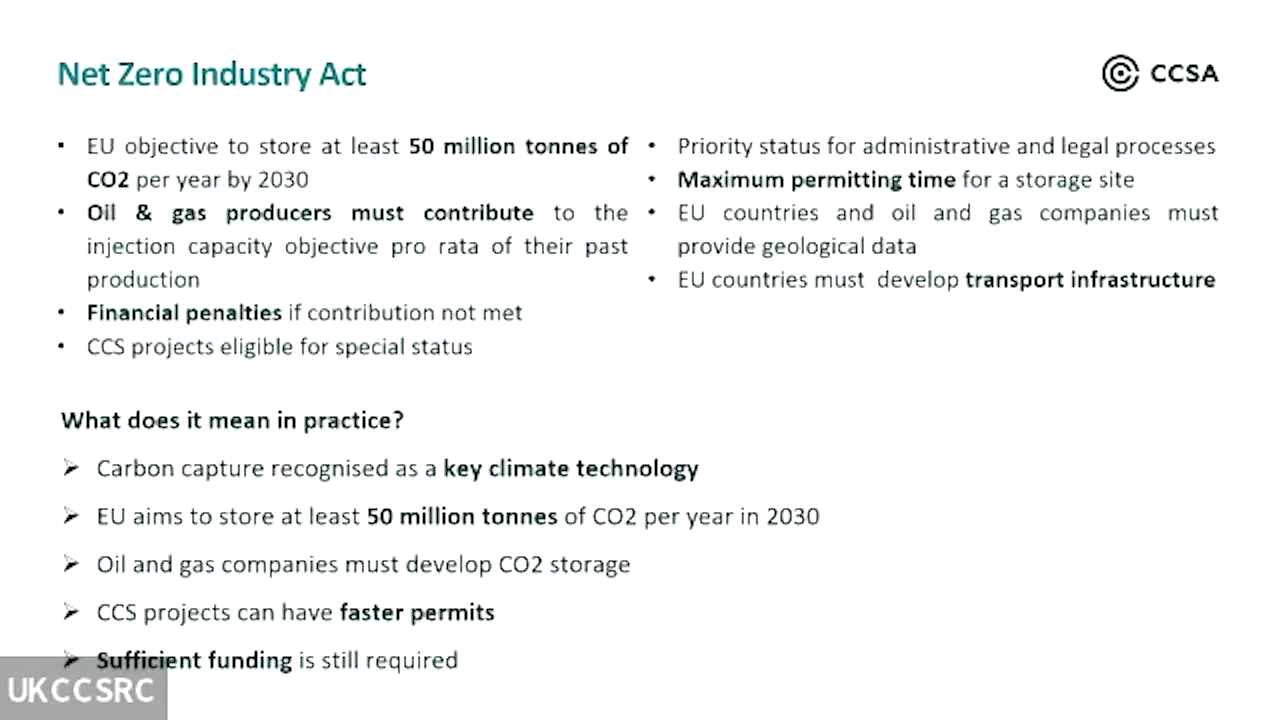 Net Zero Industry Act
CCSA
▪ EU objective to store at least 50 million tonnes of
CO2 per year by 2030
• Oil & gas producers must contribute to the
injection capacity objective pro rata of their past
production
• Financial penalties if contribution not met
• CCS projects eligible for special status
• Priority status for administrative and legal processes
• Maximum permitting time for a storage site
• EU countries and oil and gas companies must
provide geological data
• EU countries must develop transport infrastructure
What does it mean in practice?
➢ Carbon capture recognised as a key climate technology
➢ EU aims to store at least 50 million tonnes of CO2 per year in 2030
➢ Oil and gas companies must develop CO2 storage
➢ CCS projects can have faster permits
➢ Sufficient funding is still required
UKCCSRC